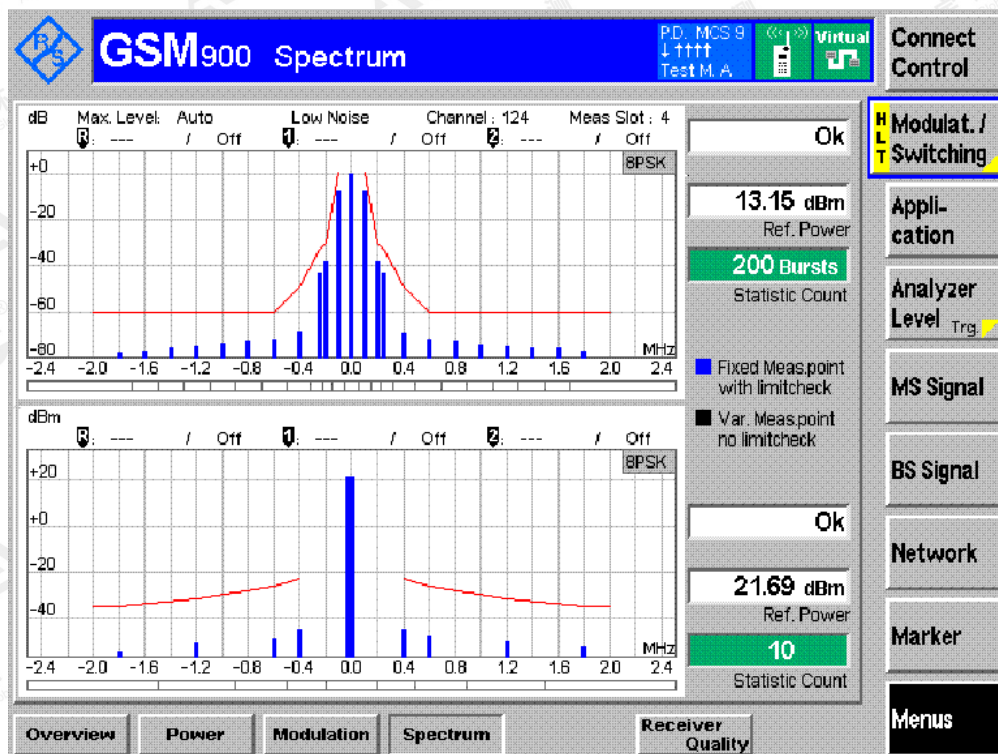 R S
GSM900 Spectrum
P.D. MCS 9
↓ ↑↑↑↑
Test M. A
Virtual
Connect
Control
dB Max. Level: Auto Low Noise Channel : 124 Meas Slot : 4
R : --- / Off 1 : --- / Off 2 : --- / Off
8PSK
+0
-20
-40
-60
-80
MHz
-2.4 -2.0 -1.6 -1.2 -0.8 -0.4 0.0 0.4 0.8 1.2 1.6 2.0 2.4
Ok
13.15 dBm
Ref. Power
200 Bursts
Statistic Count
Fixed Meas.point
with limitcheck
Var. Meas.point
no limitcheck
dBm
R : --- / Off 1 : --- / Off 2 : --- / Off
8PSK
+20
+0
-20
-40
MHz
-2.4 -2.0 -1.6 -1.2 -0.8 -0.4 0.0 0.4 0.8 1.2 1.6 2.0 2.4
Ok
21.69 dBm
Ref. Power
10
Statistic Count
HLT
Modulat. /
Switching
Appli-
cation
Analyzer
Level Trg.
MS Signal
BS Signal
Network
Marker
Menus
Overview
Power
Modulation
Spectrum
Receiver
Quality